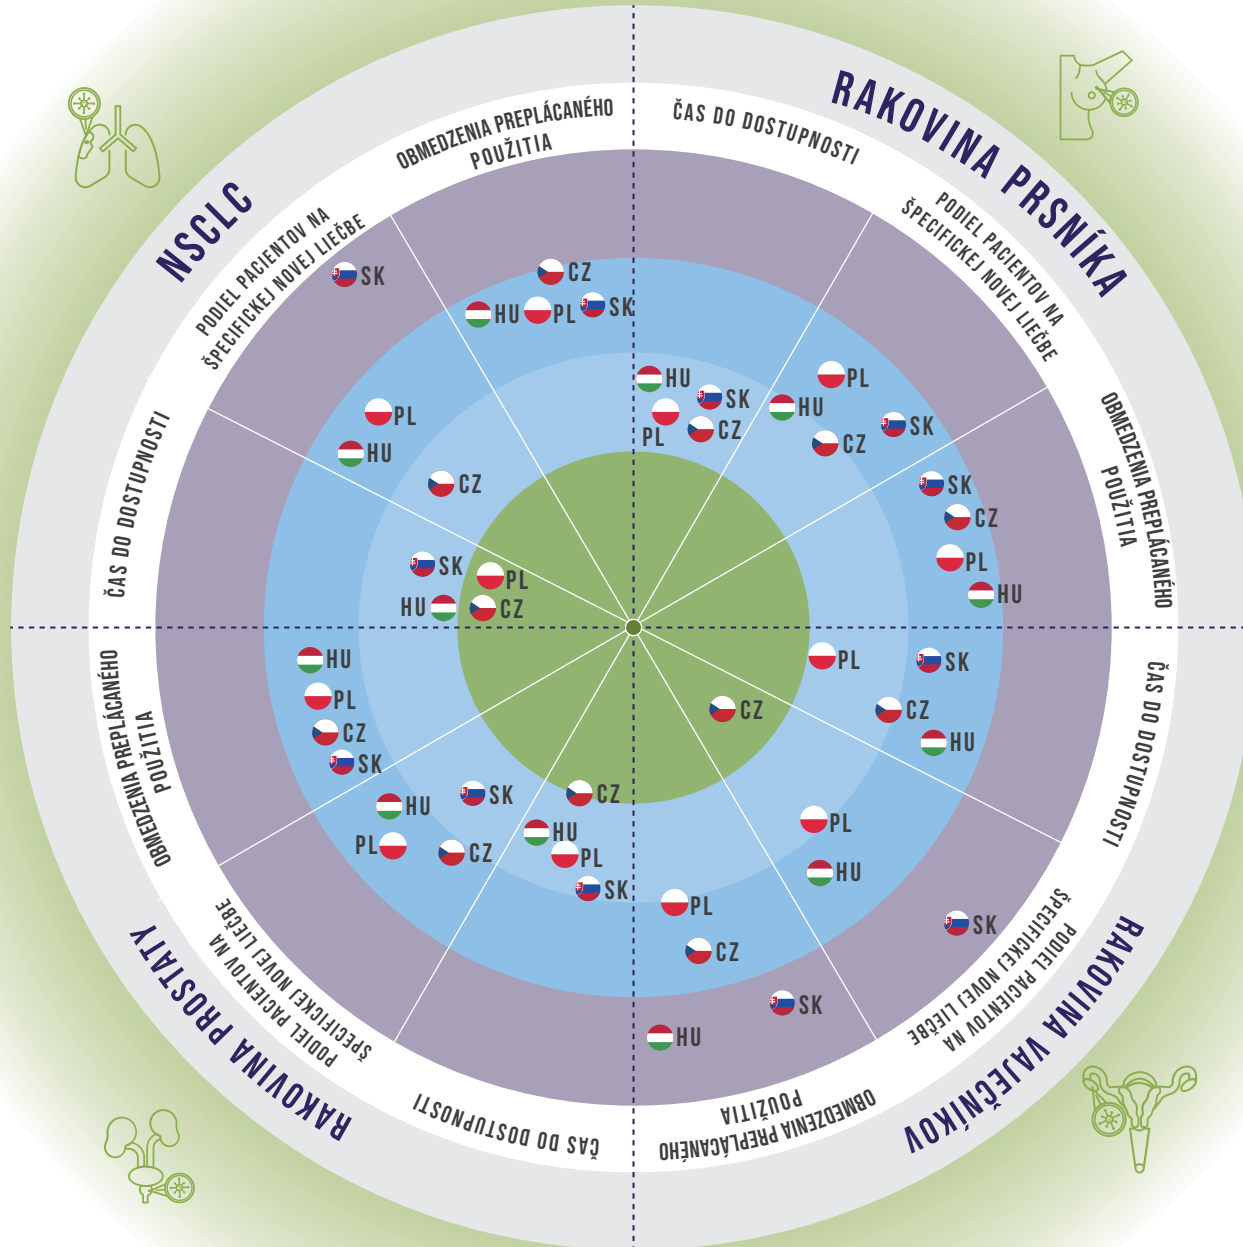 NSCLC
OBMEDZENIA PREPLÁCANÉHO
POUŽITIA
PODIEL PACIENTOV NA
ŠPECIFICKEJ NOVEJ LIEČBE
ČAS DO DOSTUPNOSTI
SK
CZ
HU
PL
SK
PL
HU
CZ
SK
PL
HU
CZ
RAKOVINA PRSNÍKA
ČAS DO DOSTUPNOSTI
PODIEL PACIENTOV NA
ŠPECIFICKEJ NOVEJ LIEČBE
OBMEDZENIA PREPLÁCANÉHO
POUŽITIA
HU
SK
PL
CZ
PL
HU
SK
CZ
SK
CZ
PL
HU
RAKOVINA VAJEČNÍKOV
ČAS DO DOSTUPNOSTI
PODIEL PACIENTOV NA
ŠPECIFICKEJ NOVEJ LIEČBE
OBMEDZENIA PREPLÁCANÉHO
POUŽITIA
PL
SK
CZ
HU
CZ
PL
HU
SK
PL
CZ
SK
HU
RAKOVINA PROSTATY
OBMEDZENIA PREPLÁCANÉHO
POUŽITIA
PODIEL PACIENTOV NA
ŠPECIFICKEJ NOVEJ LIEČBE
ČAS DO DOSTUPNOSTI
HU
PL
CZ
SK
HU
SK
PL
CZ
CZ
HU
PL
SK